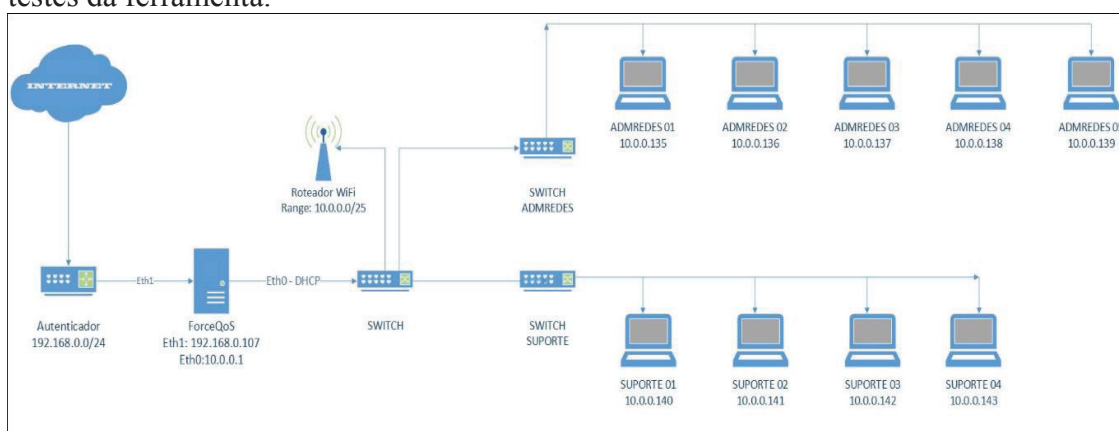 testes da ferramenta.
INTERNET
ADMREDES 01
10.0.0.135
ADMREDES 02
10.0.0.136
ADMREDES 03
10.0.0.137
ADMREDES 04
10.0.0.138
ADMREDES 05
10.0.0.139
Roteador WiFi
Range: 10.0.0.0/25
SWITCH
ADMREDES
Eth1
Eth0 - DHCP
Autenticador
192.168.0.0/24
ForceQoS
Eth1: 192.168.0.107
Eth0:10.0.0.1
SWITCH
SWITCH
SUPORTE
SUPORTE 01
10.0.0.140
SUPORTE 02
10.0.0.141
SUPORTE 03
10.0.0.142
SUPORTE 04
10.0.0.143